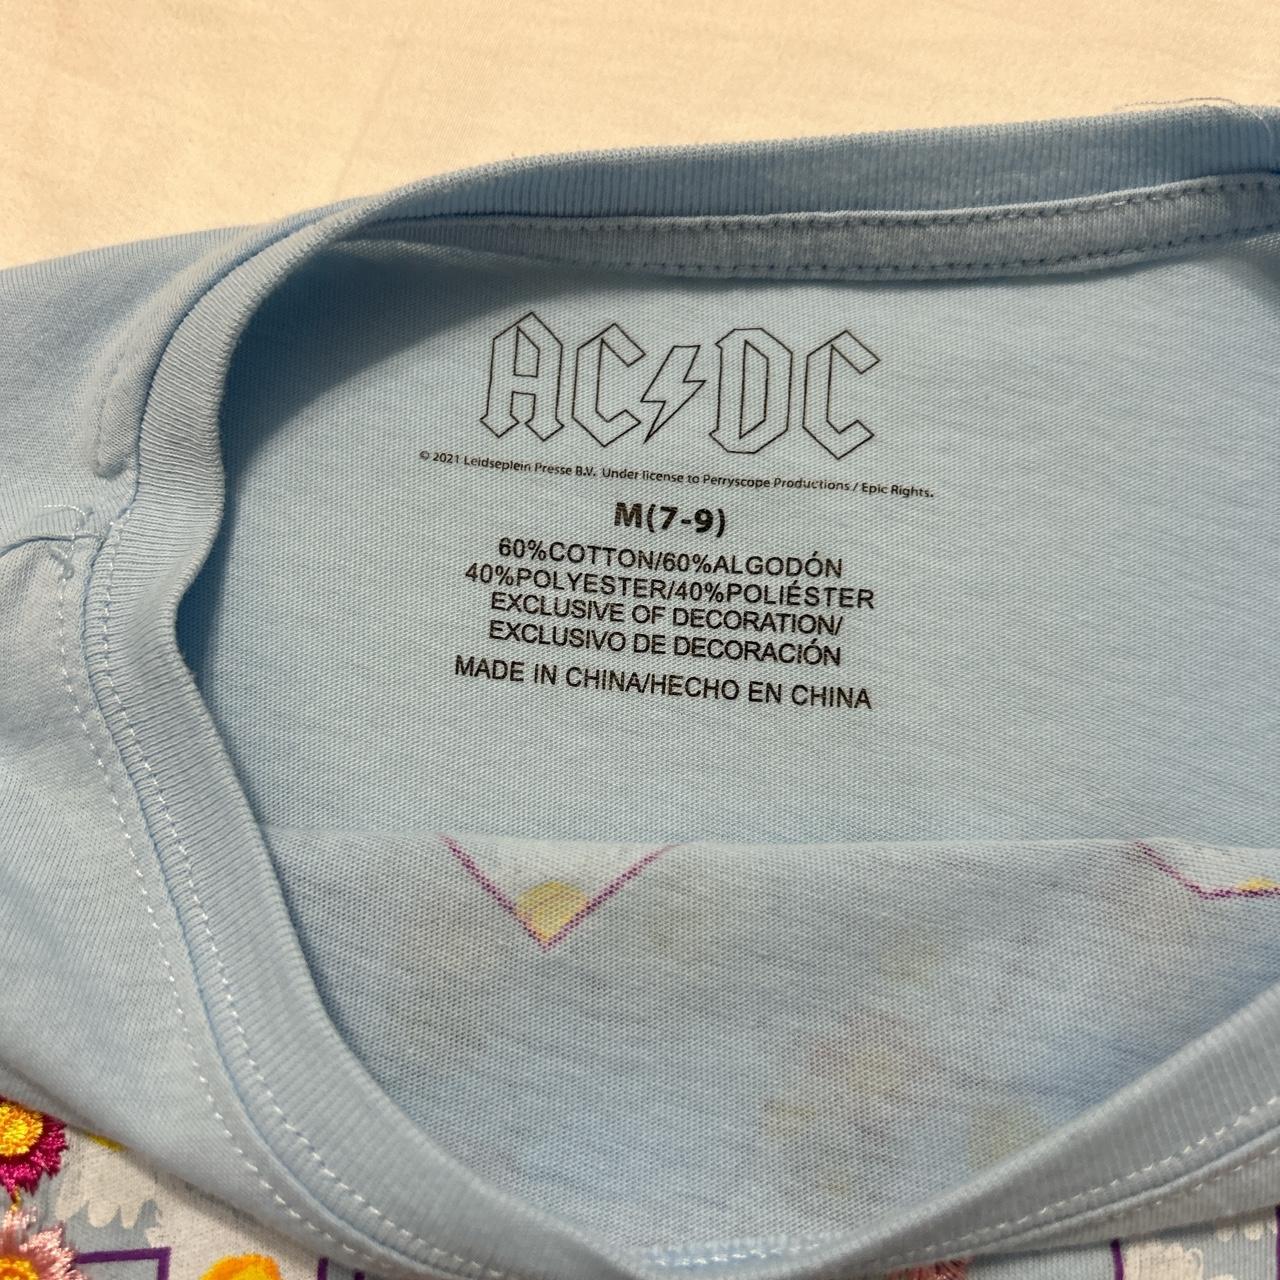 AC⚡DC
© 2021 Leidseplein Presse B.V. Under license to Perryscope Productions / Epic Rights.
M(7-9)
60%COTTON/60%ALGODÓN
40%POLYESTER/40%POLIÉSTER
EXCLUSIVE OF DECORATION/
EXCLUSIVO DE DECORACIÓN
MADE IN CHINA/HECHO EN CHINA